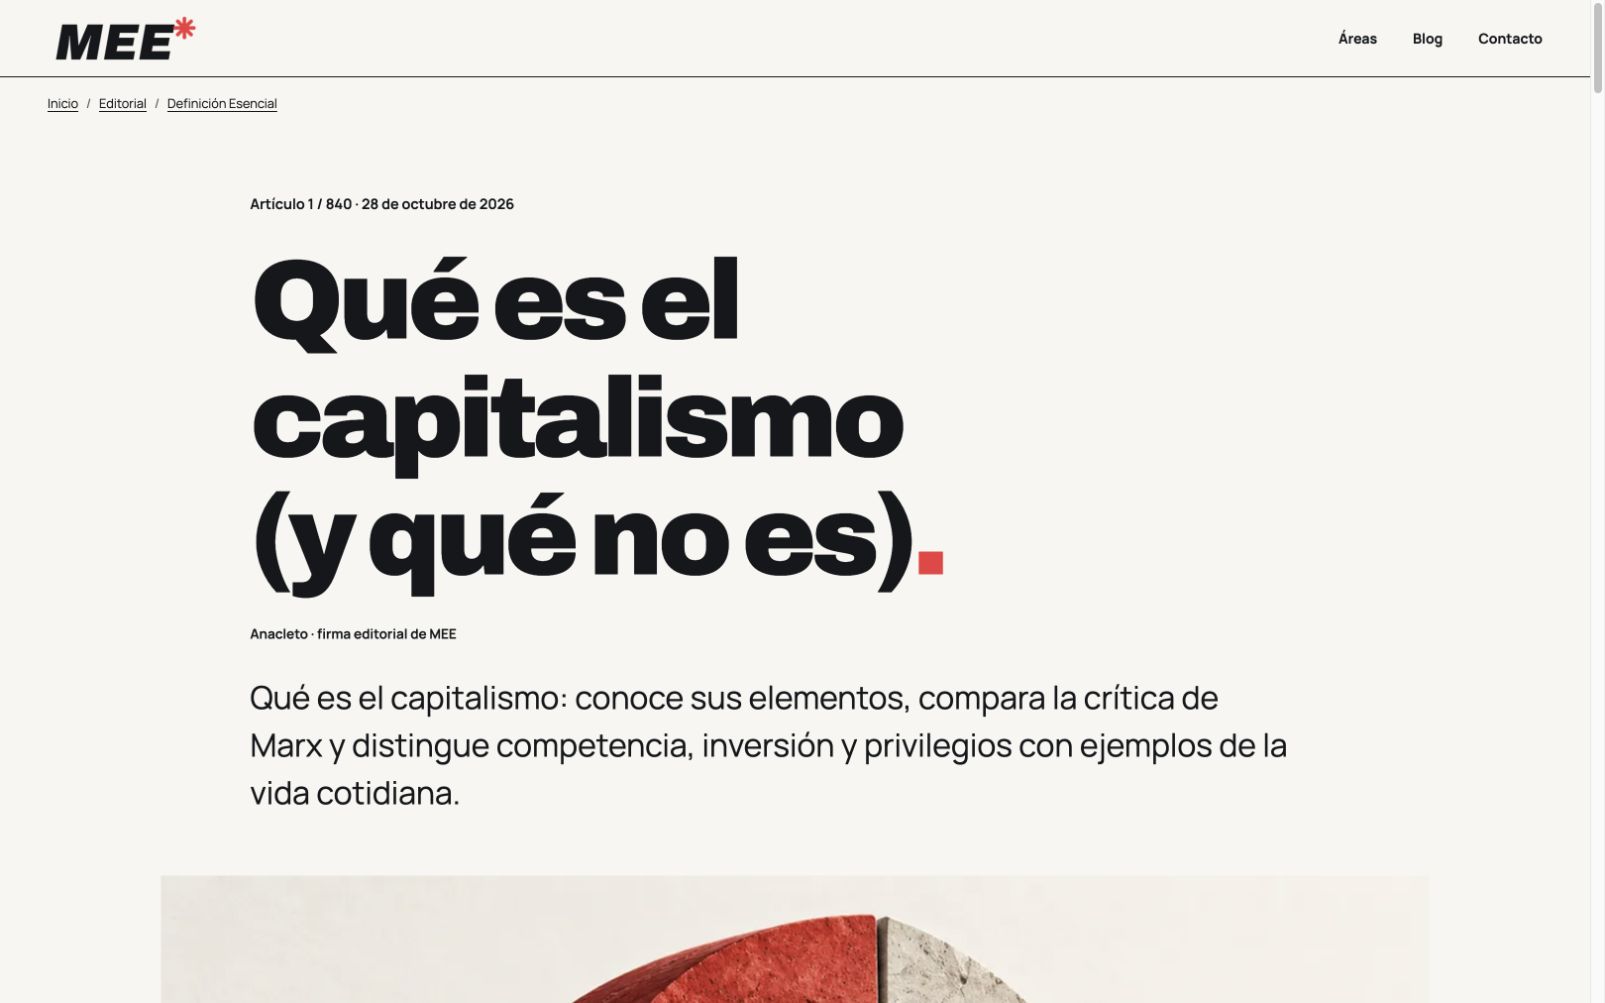 MEE*
Áreas Blog Contacto
Inicio / Editorial / Definición Esencial
Artículo 1 / 840 · 28 de octubre de 2026
Qué es el
capitalismo
(y qué no es).
Anacleto · firma editorial de MEE
Qué es el capitalismo: conoce sus elementos, compara la crítica de
Marx y distingue competencia, inversión y privilegios con ejemplos de la
vida cotidiana.